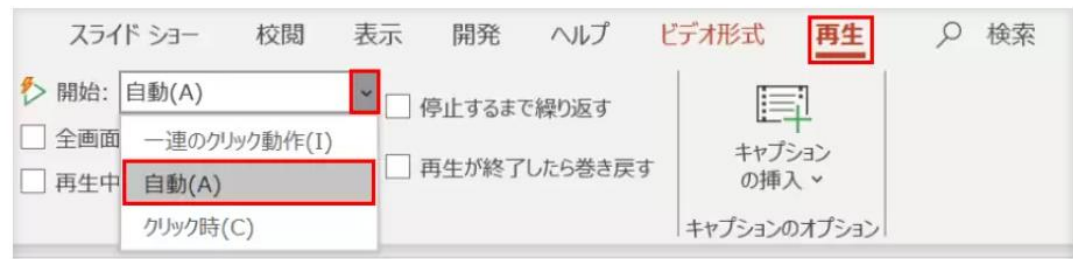 スライド ショー 校閲 表示 開発 ヘルプ ビデオ形式 再生 検索
開始: 自動(A)
停止するまで繰り返す
全画面
一連のクリック動作(I)
再生が終了したら巻き戻す
再生中
自動(A)
クリック時(C)
キャプション
の挿入
キャプションのオプション